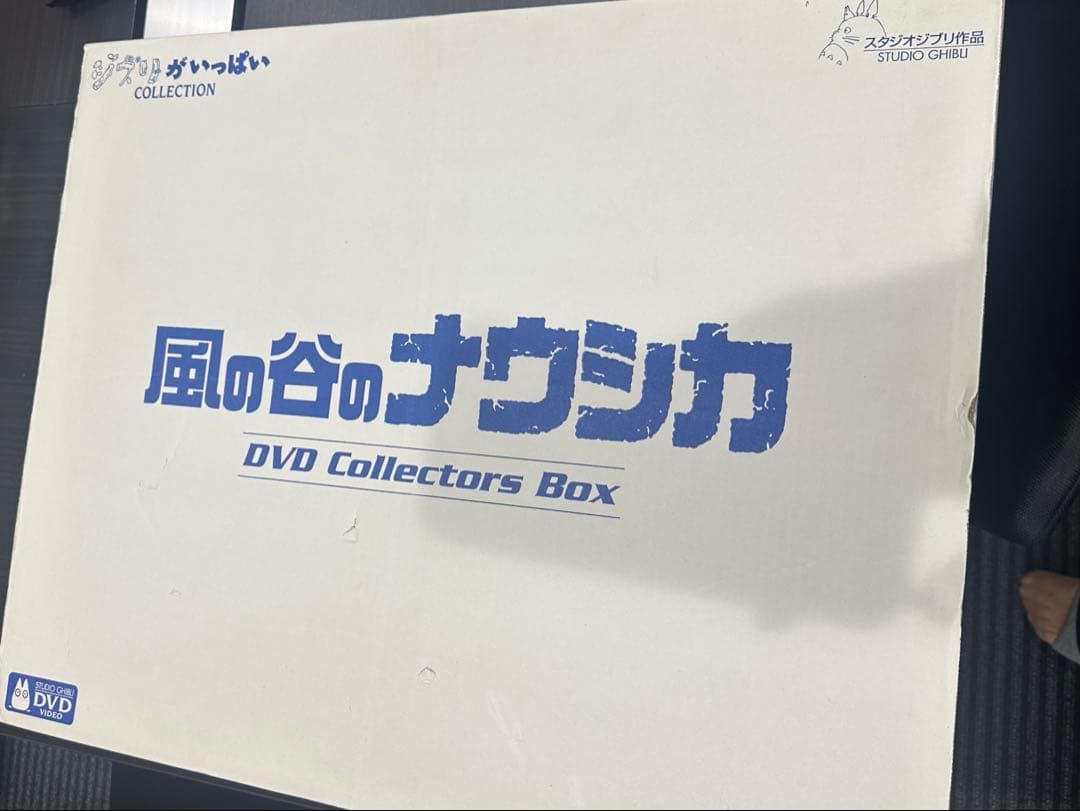 ジブリがいっぱい
COLLECTION
スタジオジブリ作品
STUDIO GHIBLI
風の谷のナウシカ
DVD Collectors Box
STUDIO GHIBLI
DVD
VIDEO